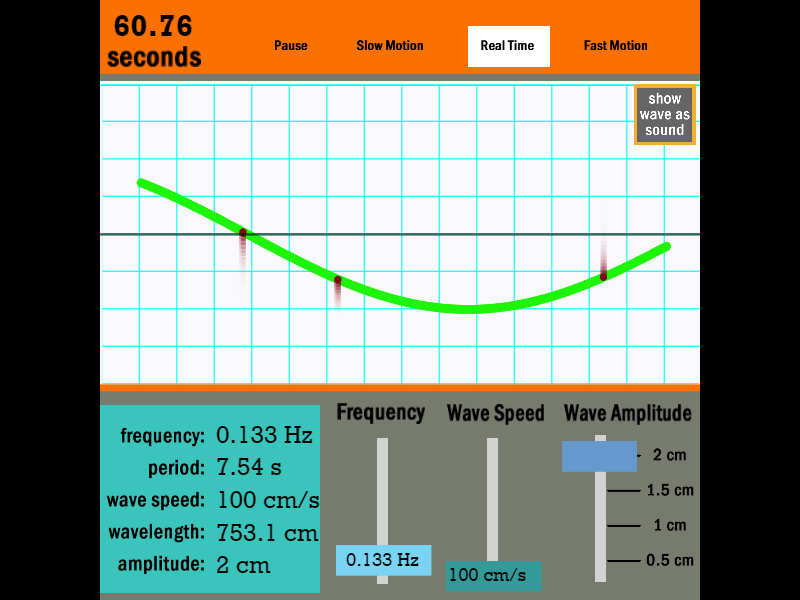 60.76
seconds
Pause
Slow Motion
Real Time
Fast Motion
show
wave as
sound
frequency: 0.133 Hz
period: 7.54 s
wave speed: 100 cm/s
wavelength: 753.1 cm
amplitude: 2 cm
Frequency
0.133 Hz
Wave Speed
100 cm/s
Wave Amplitude
2 cm
1.5 cm
1 cm
0.5 cm